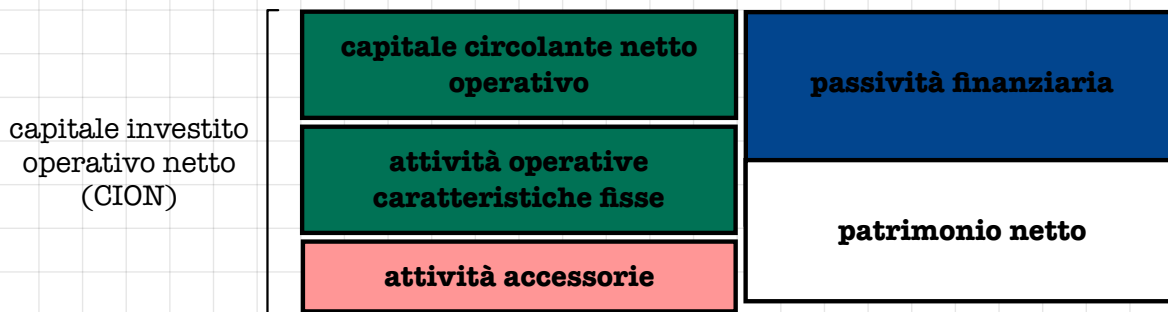 capitale investito
operativo netto
(CION)
capitale circolante netto
operativo
attività operative
caratteristiche fisse
attività accessorie
passività finanziaria
patrimonio netto